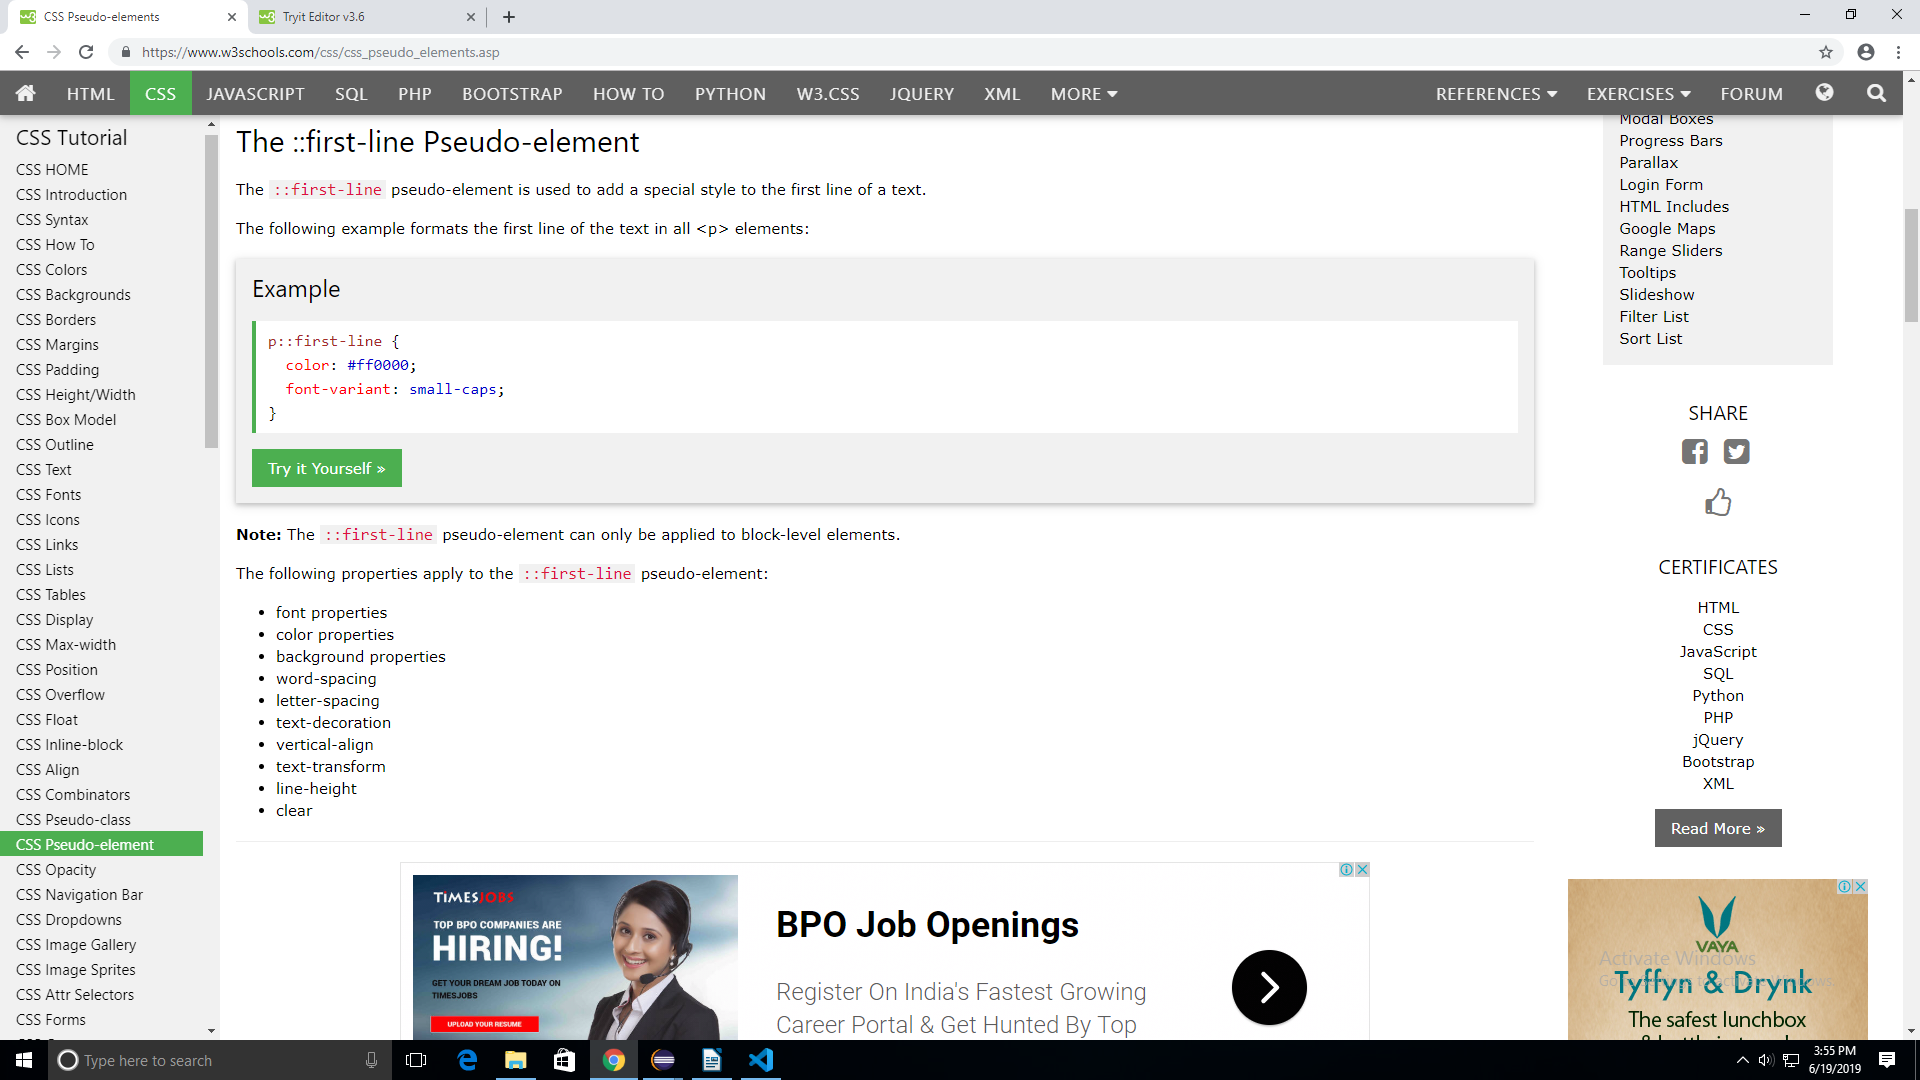 CSS Pseudo-elements
Tryit Editor v3.6
https://www.w3schools.com/css/css_pseudo_elements.asp
HTML CSS JAVASCRIPT SQL PHP BOOTSTRAP HOW TO PYTHON W3.CSS JQUERY XML MORE REFERENCES EXERCISES FORUM
CSS Tutorial
CSS HOME
CSS Introduction
CSS Syntax
CSS How To
CSS Colors
CSS Backgrounds
CSS Borders
CSS Margins
CSS Padding
CSS Height/Width
CSS Box Model
CSS Outline
CSS Text
CSS Fonts
CSS Icons
CSS Links
CSS Lists
CSS Tables
CSS Display
CSS Max-width
CSS Position
CSS Overflow
CSS Float
CSS Inline-block
CSS Align
CSS Combinators
CSS Pseudo-class
CSS Pseudo-element
CSS Opacity
CSS Navigation Bar
CSS Dropdowns
CSS Image Gallery
CSS Image Sprites
CSS Attr Selectors
CSS Forms
The ::first-line Pseudo-element
The ::first-line pseudo-element is used to add a special style to the first line of a text.
The following example formats the first line of the text in all <p> elements:
Example
p::first-line {
color: #ff0000;
font-variant: small-caps;
}
Try it Yourself »
Note: The ::first-line pseudo-element can only be applied to block-level elements.
The following properties apply to the ::first-line pseudo-element:
• font properties
• color properties
• background properties
• word-spacing
• letter-spacing
• text-decoration
• vertical-align
• text-transform
• line-height
• clear
TIMESJOBS
TOP BPO COMPANIES ARE
HIRING!
GET YOUR DREAM JOB TODAY ON
TIMESJOBS
UPLOAD YOUR RESUME
BPO Job Openings
Register On India's Fastest Growing
Career Portal & Get Hunted By Top
Modal Boxes
Progress Bars
Parallax
Login Form
HTML Includes
Google Maps
Range Sliders
Tooltips
Slideshow
Filter List
Sort List
SHARE
CERTIFICATES
HTML
CSS
JavaScript
SQL
Python
PHP
jQuery
Bootstrap
XML
Read More »
VAYA
Activate Windows
Tyffyn & Drynk
The safest lunchbox
Type here to search
3:55 PM
6/19/2019